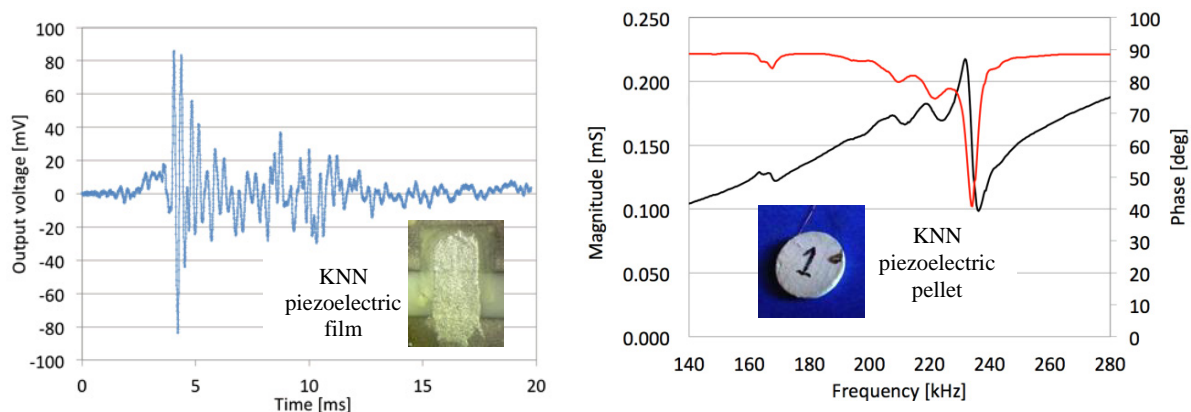 100
80
60
40
20
0
-20
-40
-60
-80
-100
Output voltage [mV]
0 5 10 15 20
Time [ms]
KNN
piezoelectric
film
0.250
0.200
0.150
0.100
0.050
0.000
Magnitude [mS]
100
90
80
70
60
50
40
30
20
10
0
Phase [deg]
140 160 180 200 220 240 260 280
Frequency [kHz]
1
KNN
piezoelectric
pellet